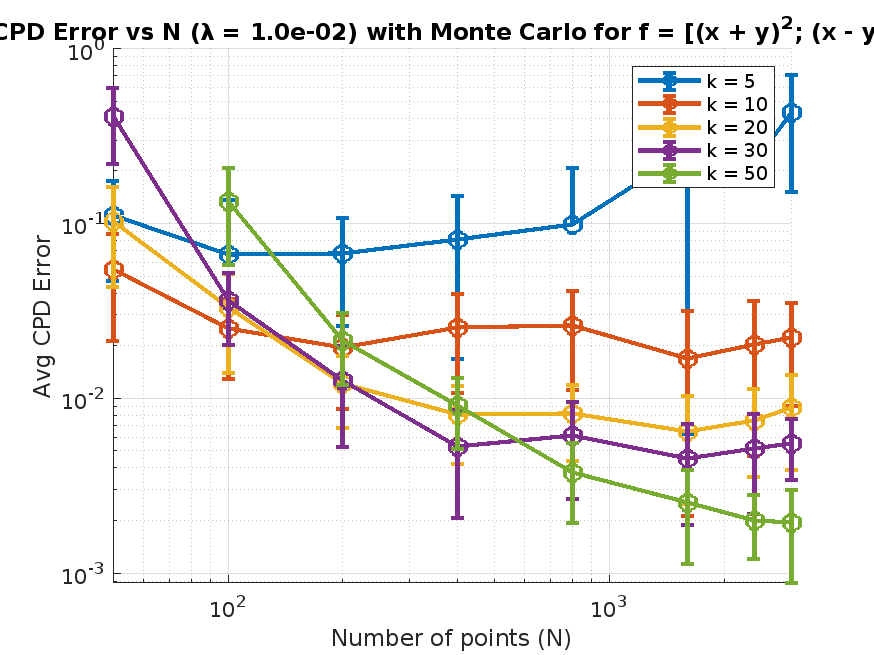 CPD Error vs N (λ = 1.0e-02) with Monte Carlo for f = [(x + y)²; (x - y
10⁰
10⁻¹
10⁻²
10⁻³
Avg CPD Error
k = 5
k = 10
k = 20
k = 30
k = 50
10² 10³
Number of points (N)